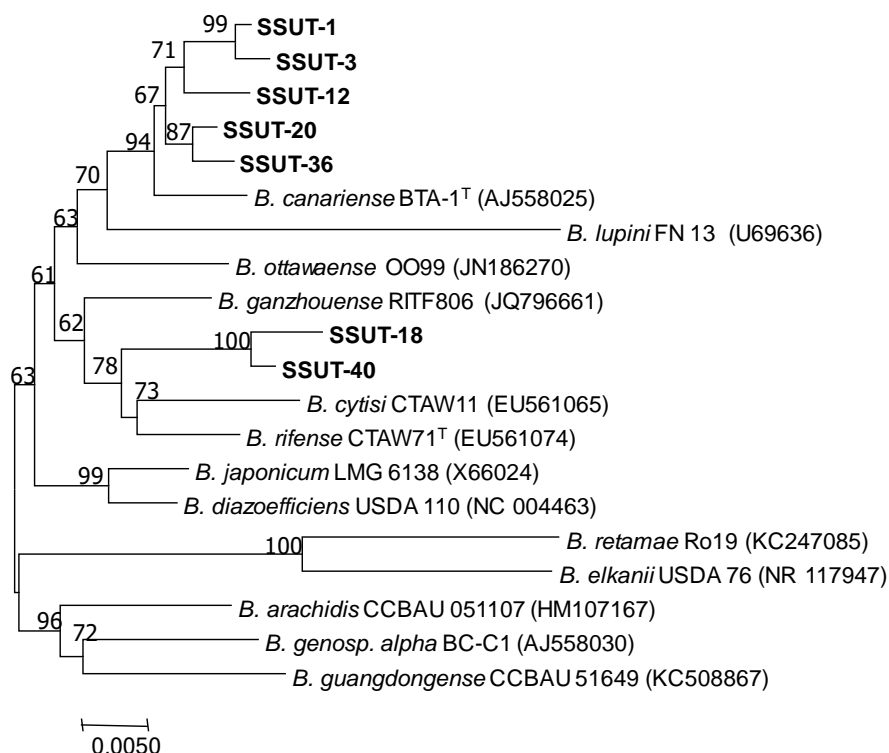 99
SSUT-1
71
SSUT-3
67
SSUT-12
87
SSUT-20
94
SSUT-36
70
B. canariense BTA-1ᵀ (AJ558025)
63
B. lupini FN 13 (U69636)
61
B. ottawaense OO99 (JN186270)
62
B. ganzhouense RITF806 (JQ796661)
100
SSUT-18
78
SSUT-40
63
73
B. cytisi CTAW11 (EU561065)
B. rifense CTAW71ᵀ (EU561074)
99
B. japonicum LMG 6138 (X66024)
B. diazoefficiens USDA 110 (NC 004463)
100
B. retamae Ro19 (KC247085)
B. elkanii USDA 76 (NR 117947)
96
B. arachidis CCBAU 051107 (HM107167)
72
B. genosp. alpha BC-C1 (AJ558030)
B. guangdongense CCBAU 51649 (KC508867)
0.0050